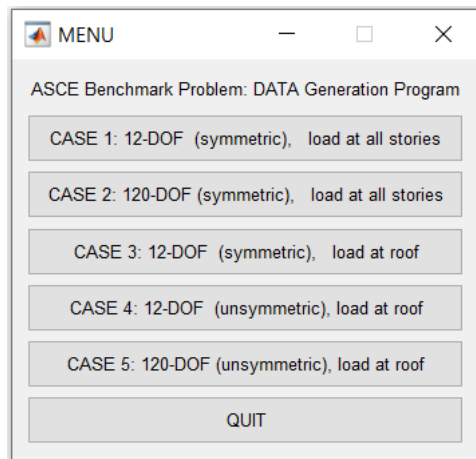 MENU
ASCE Benchmark Problem: DATA Generation Program
CASE 1: 12-DOF (symmetric), load at all stories
CASE 2: 120-DOF (symmetric), load at all stories
CASE 3: 12-DOF (symmetric), load at roof
CASE 4: 12-DOF (unsymmetric), load at roof
CASE 5: 120-DOF (unsymmetric), load at roof
QUIT